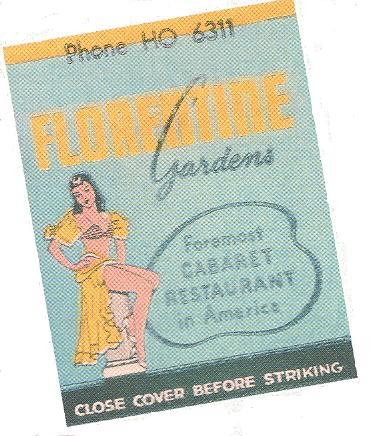 Phone HO 6311
FLORENTINE
Gardens
Foremost
CABARET
RESTAURANT
in America
CLOSE COVER BEFORE STRIKING